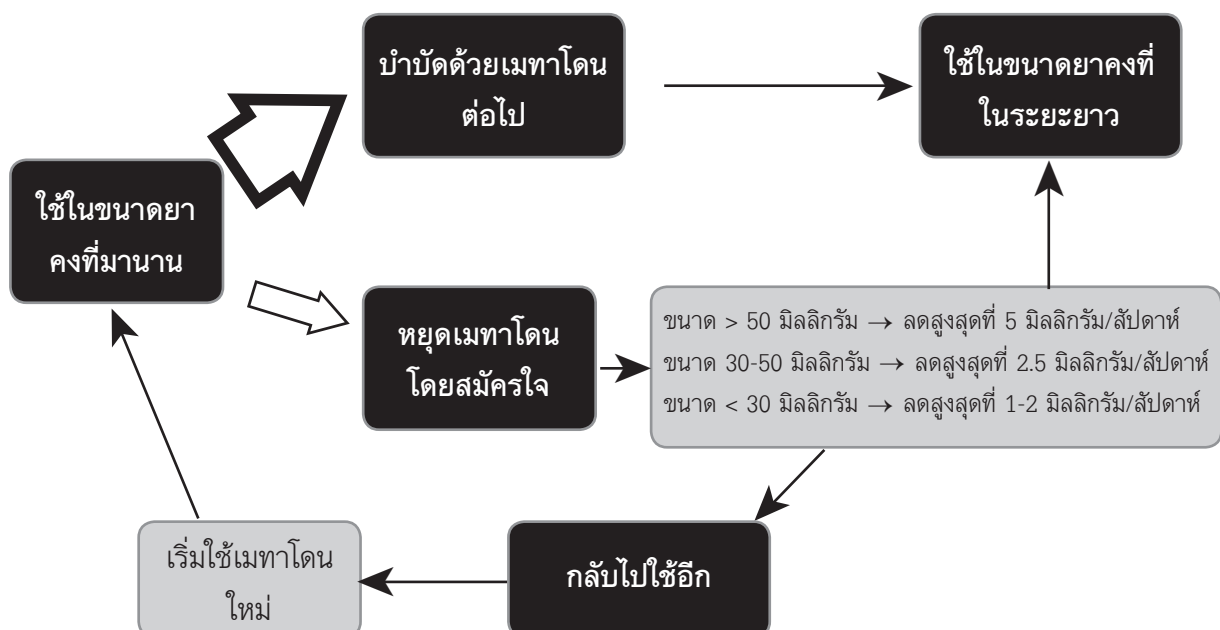 บำบัดด้วยเมทาโดน
ต่อไป
ใช้ในขนาดยาคงที่
ในระยะยาว
ใช้ในขนาดยา
คงที่มานาน
หยุดเมทาโดน
โดยสมัครใจ
ขนาด > 50 มิลลิกรัม → ลดสูงสุดที่ 5 มิลลิกรัม/สัปดาห์
ขนาด 30-50 มิลลิกรัม → ลดสูงสุดที่ 2.5 มิลลิกรัม/สัปดาห์
ขนาด < 30 มิลลิกรัม → ลดสูงสุดที่ 1-2 มิลลิกรัม/สัปดาห์
กลับไปใช้อีก
เริ่มใช้เมทาโดน
ใหม่